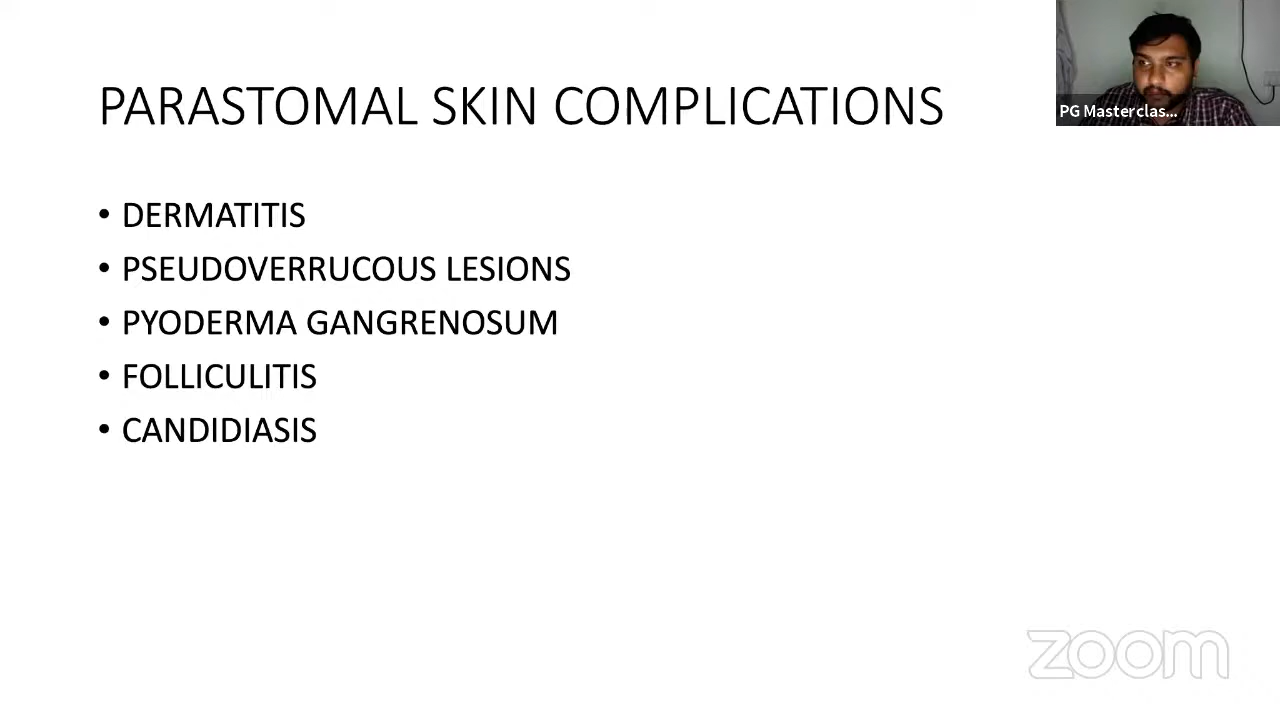 PARASTOMAL SKIN COMPLICATIONS
PG Masterclas...
• DERMATITIS
• PSEUDOVERRUCOUS LESIONS
• PYODERMA GANGRENOSUM
• FOLLICULITIS
• CANDIDIASIS
zoom